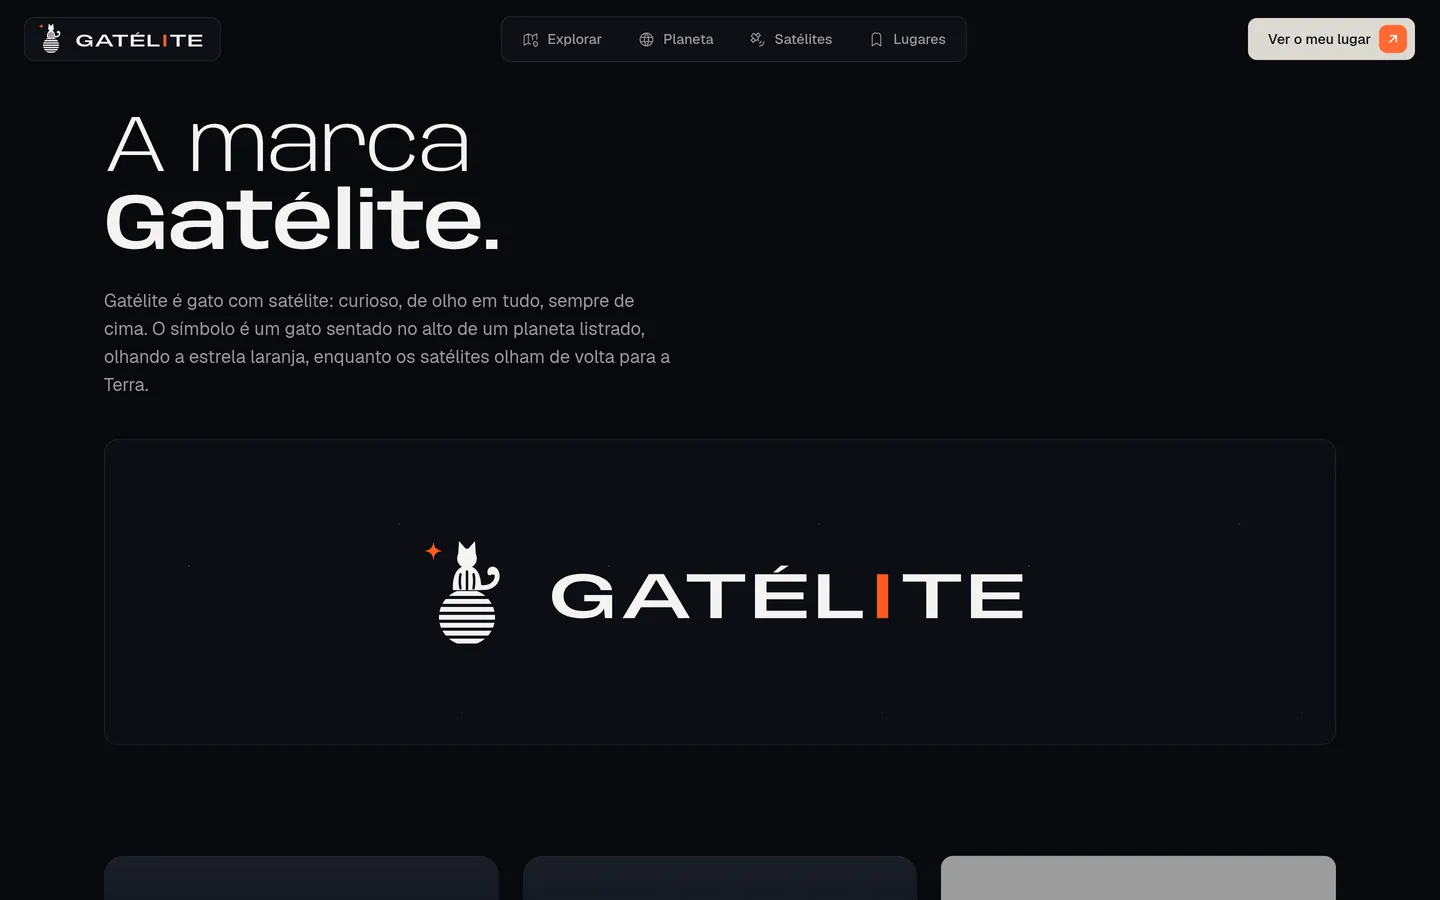 GATÉLITE
Explorar
Planeta
Satélites
Lugares
Ver o meu lugar
A marca
Gatélite.
Gatélite é gato com satélite: curioso, de olho em tudo, sempre de
cima. O símbolo é um gato sentado no alto de um planeta listrado,
olhando a estrela laranja, enquanto os satélites olham de volta para a
Terra.
GATÉLITE